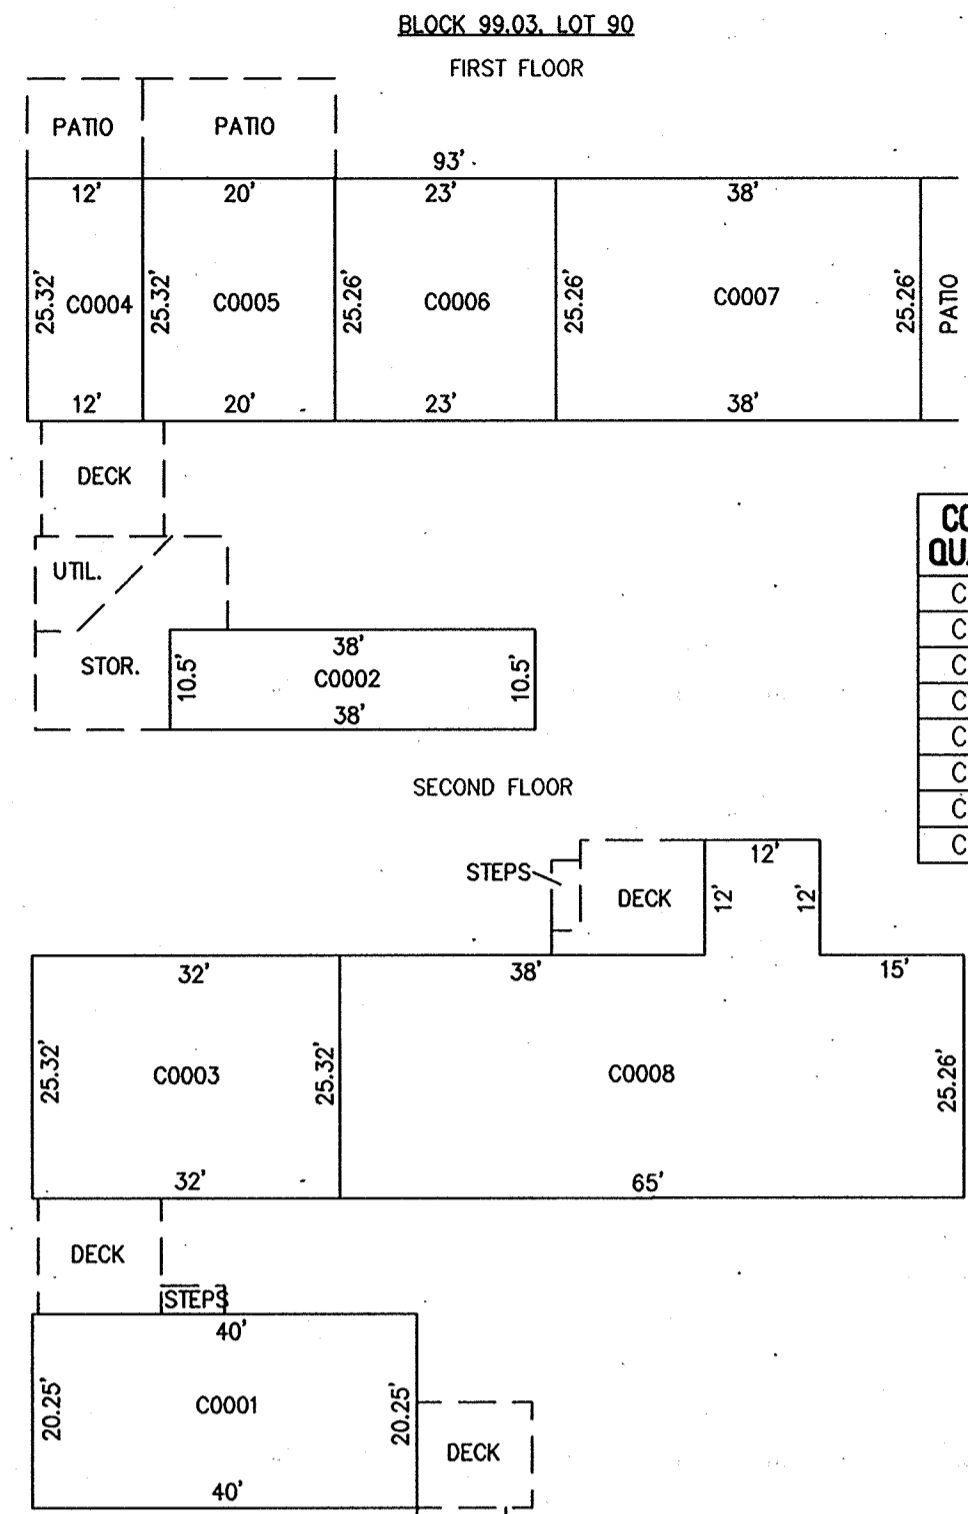 BLOCK 99.03, LOT 90
FIRST FLOOR
PATIO PATIO
93'
12' 20' 23' 38'
25.32' C0004 25.32' C0005 25.26' C0006 25.26' C0007 25.26' PATIO
12' 20' 23' 38'
DECK
UTIL.
STOR.
38'
10.5' C0002 10.5'
38'
CO
QUA
C
C
C
C
C
C
C
C
SECOND FLOOR
12'
STEPS DECK 12' 12'
32' 38' 15'
25.32' C0003 25.32' C0008 25.26'
32' 65'
DECK
STEPS
40'
20.25' C0001 20.25'
DECK
40'